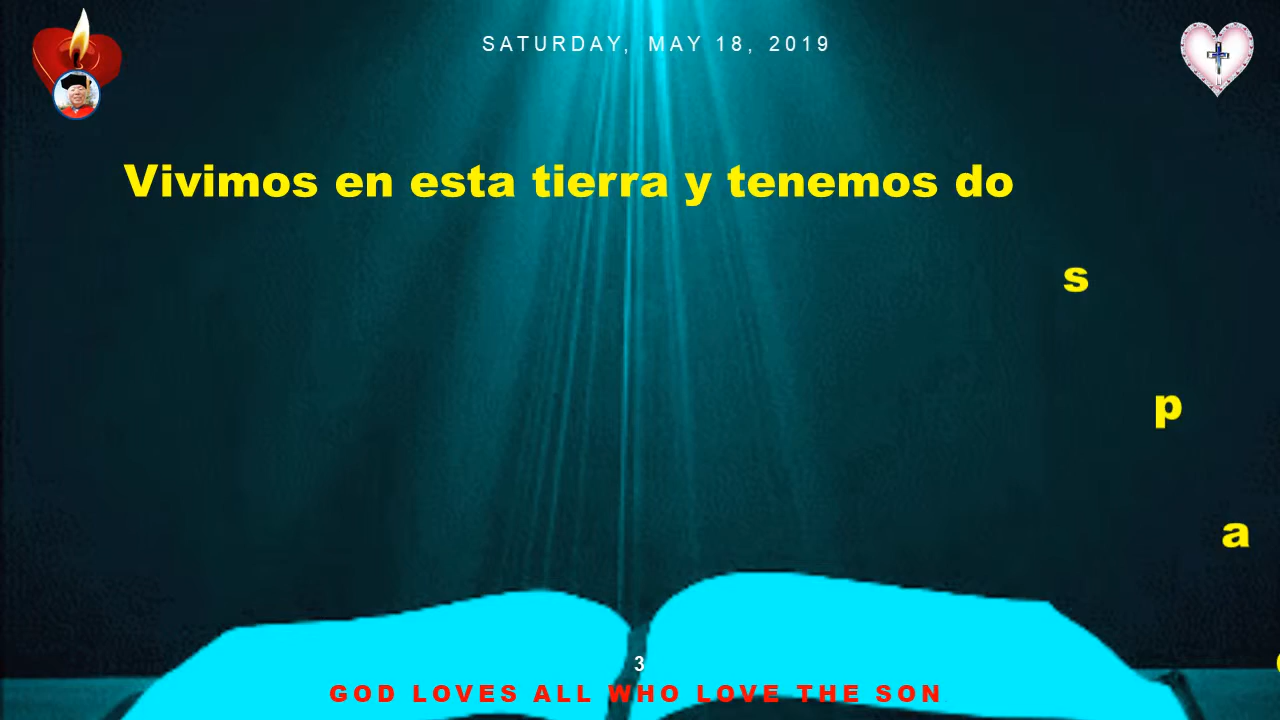 SATURDAY, MAY 18, 2019
Vivimos en esta tierra y tenemos do
s
p
a
3
GOD LOVES ALL WHO LOVE THE SON